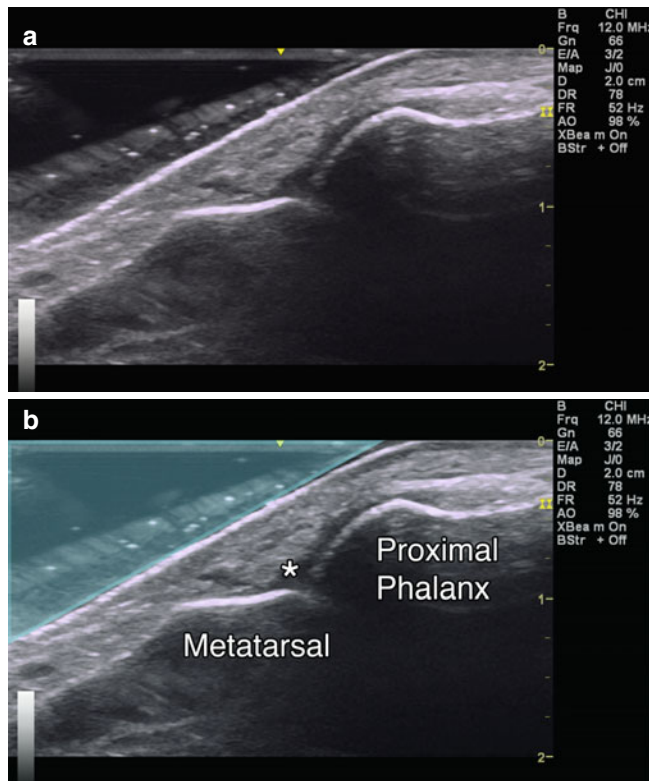 a
B CHI
Frq 12.0 MHz
Gn 66
E/A 3/2
Map J/0
D 2.0 cm
DR 78
FR 52 Hz
AO 98 %
XBeam On
BStr + Off
0
1
2
b
B CHI
Frq 12.0 MHz
Gn 66
E/A 3/2
Map J/0
D 2.0 cm
DR 78
FR 52 Hz
AO 98 %
XBeam On
BStr + Off
0
*
Proximal
Phalanx
1
Metatarsal
2